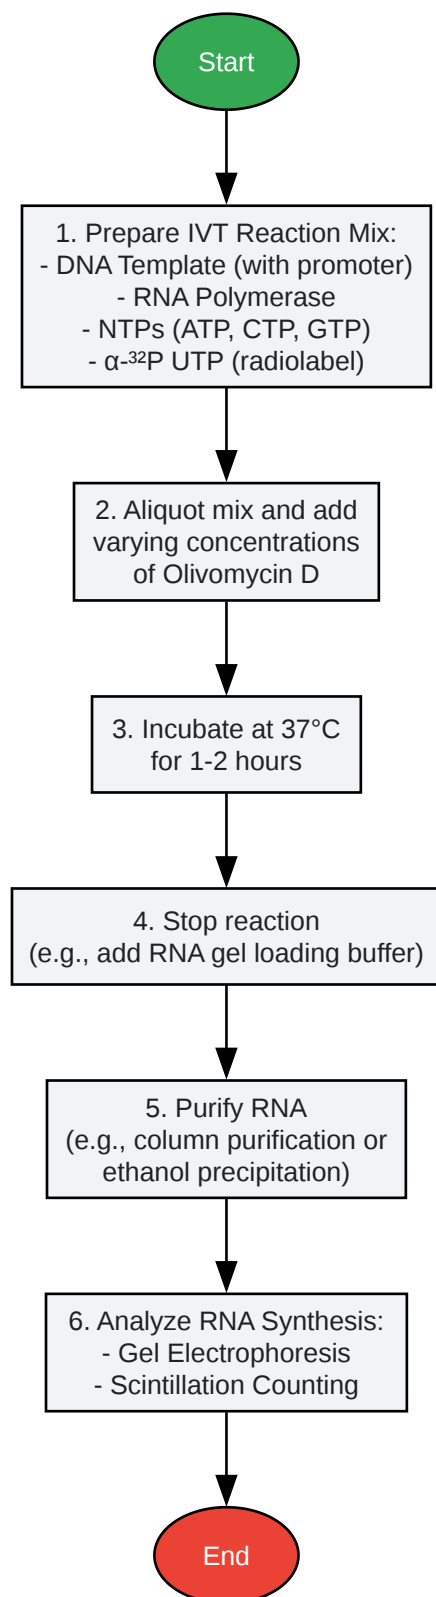 Start
1. Prepare IVT Reaction Mix:
- DNA Template (with promoter)
- RNA Polymerase
- NTPs (ATP, CTP, GTP)
- α-³²P UTP (radiolabel)
2. Aliquot mix and add
varying concentrations
of Olivomycin D
3. Incubate at 37°C
for 1-2 hours
4. Stop reaction
(e.g., add RNA gel loading buffer)
5. Purify RNA
(e.g., column purification or
ethanol precipitation)
6. Analyze RNA Synthesis:
- Gel Electrophoresis
- Scintillation Counting
End